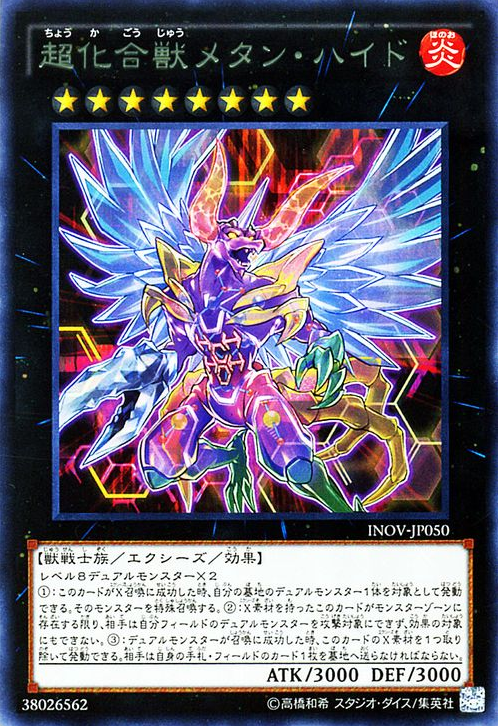 ちょう か ごう じゅう ほのお
超化合獣メタン・ハイド 炎
INOV-JP050
【獣戦士族／エクシーズ／効果】
レベル8デュアルモンスター×2
①:このカードがX召喚に成功した時、自分の墓地のデュアルモンスター1体を対象として発動
できる。そのモンスターを特殊召喚する。②:X素材を持ったこのカードがモンスターゾーンに
存在する限り、相手は自分フィールドのデュアルモンスターを攻撃対象にできず、効果の対象
にもできない。③:デュアルモンスターが召喚に成功した時、このカードのX素材を1つ取り
除いて発動できる。相手は自身の手札・フィールドのカード1枚を墓地へ送らなければならない。
ATK/3000 DEF/3000
38026562 ©高橋和希 スタジオ・ダイス/集英社